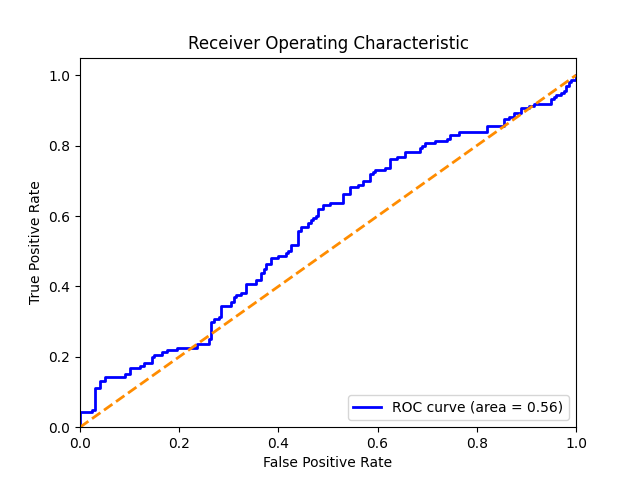 Receiver Operating Characteristic
True Positive Rate
1.0
0.8
0.6
0.4
0.2
0.0
ROC curve (area = 0.56)
0.0 0.2 0.4 0.6 0.8 1.0
False Positive Rate